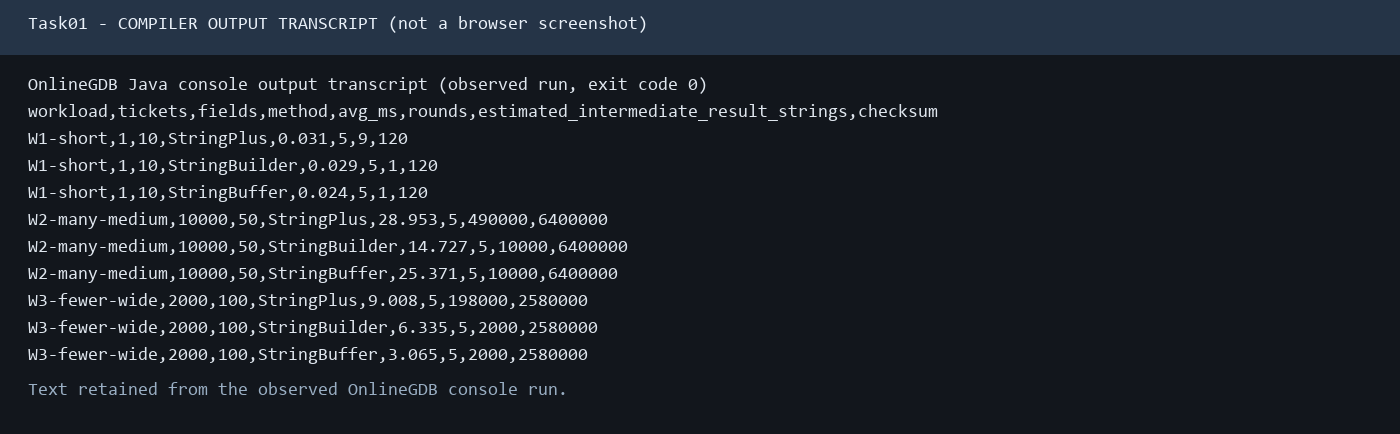 Task01 - COMPILER OUTPUT TRANSCRIPT (not a browser screenshot)
OnlineGDB Java console output transcript (observed run, exit code 0)
workload,tickets,fields,method,avg_ms,rounds,estimated_intermediate_result_strings,checksum
W1-short,1,10,StringPlus,0.031,5,9,120
W1-short,1,10,StringBuilder,0.029,5,1,120
W1-short,1,10,StringBuffer,0.024,5,1,120
W2-many-medium,10000,50,StringPlus,28.953,5,490000,6400000
W2-many-medium,10000,50,StringBuilder,14.727,5,10000,6400000
W2-many-medium,10000,50,StringBuffer,25.371,5,10000,6400000
W3-fewer-wide,2000,100,StringPlus,9.008,5,198000,2580000
W3-fewer-wide,2000,100,StringBuilder,6.335,5,2000,2580000
W3-fewer-wide,2000,100,StringBuffer,3.065,5,2000,2580000
Text retained from the observed OnlineGDB console run.